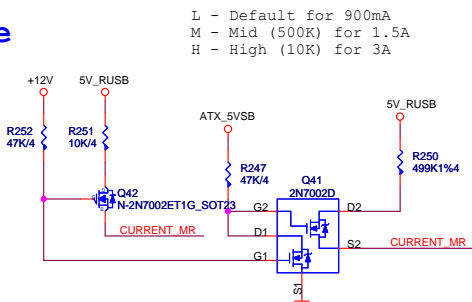 e
L - Default for 900mA
M - Mid (500K) for 1.5A
H - High (10K) for 3A
+12V
5V_RUSB
R252
47K/4
R251
10K/4
Q42
N-2N7002ET1G_SOT23
CURRENT_MR
ATX_5VSB
R247
47K/4
Q41
2N7002D
G2
D2
D1
S2
G1
S1
5V_RUSB
R250
499K1%4
CURRENT_MR